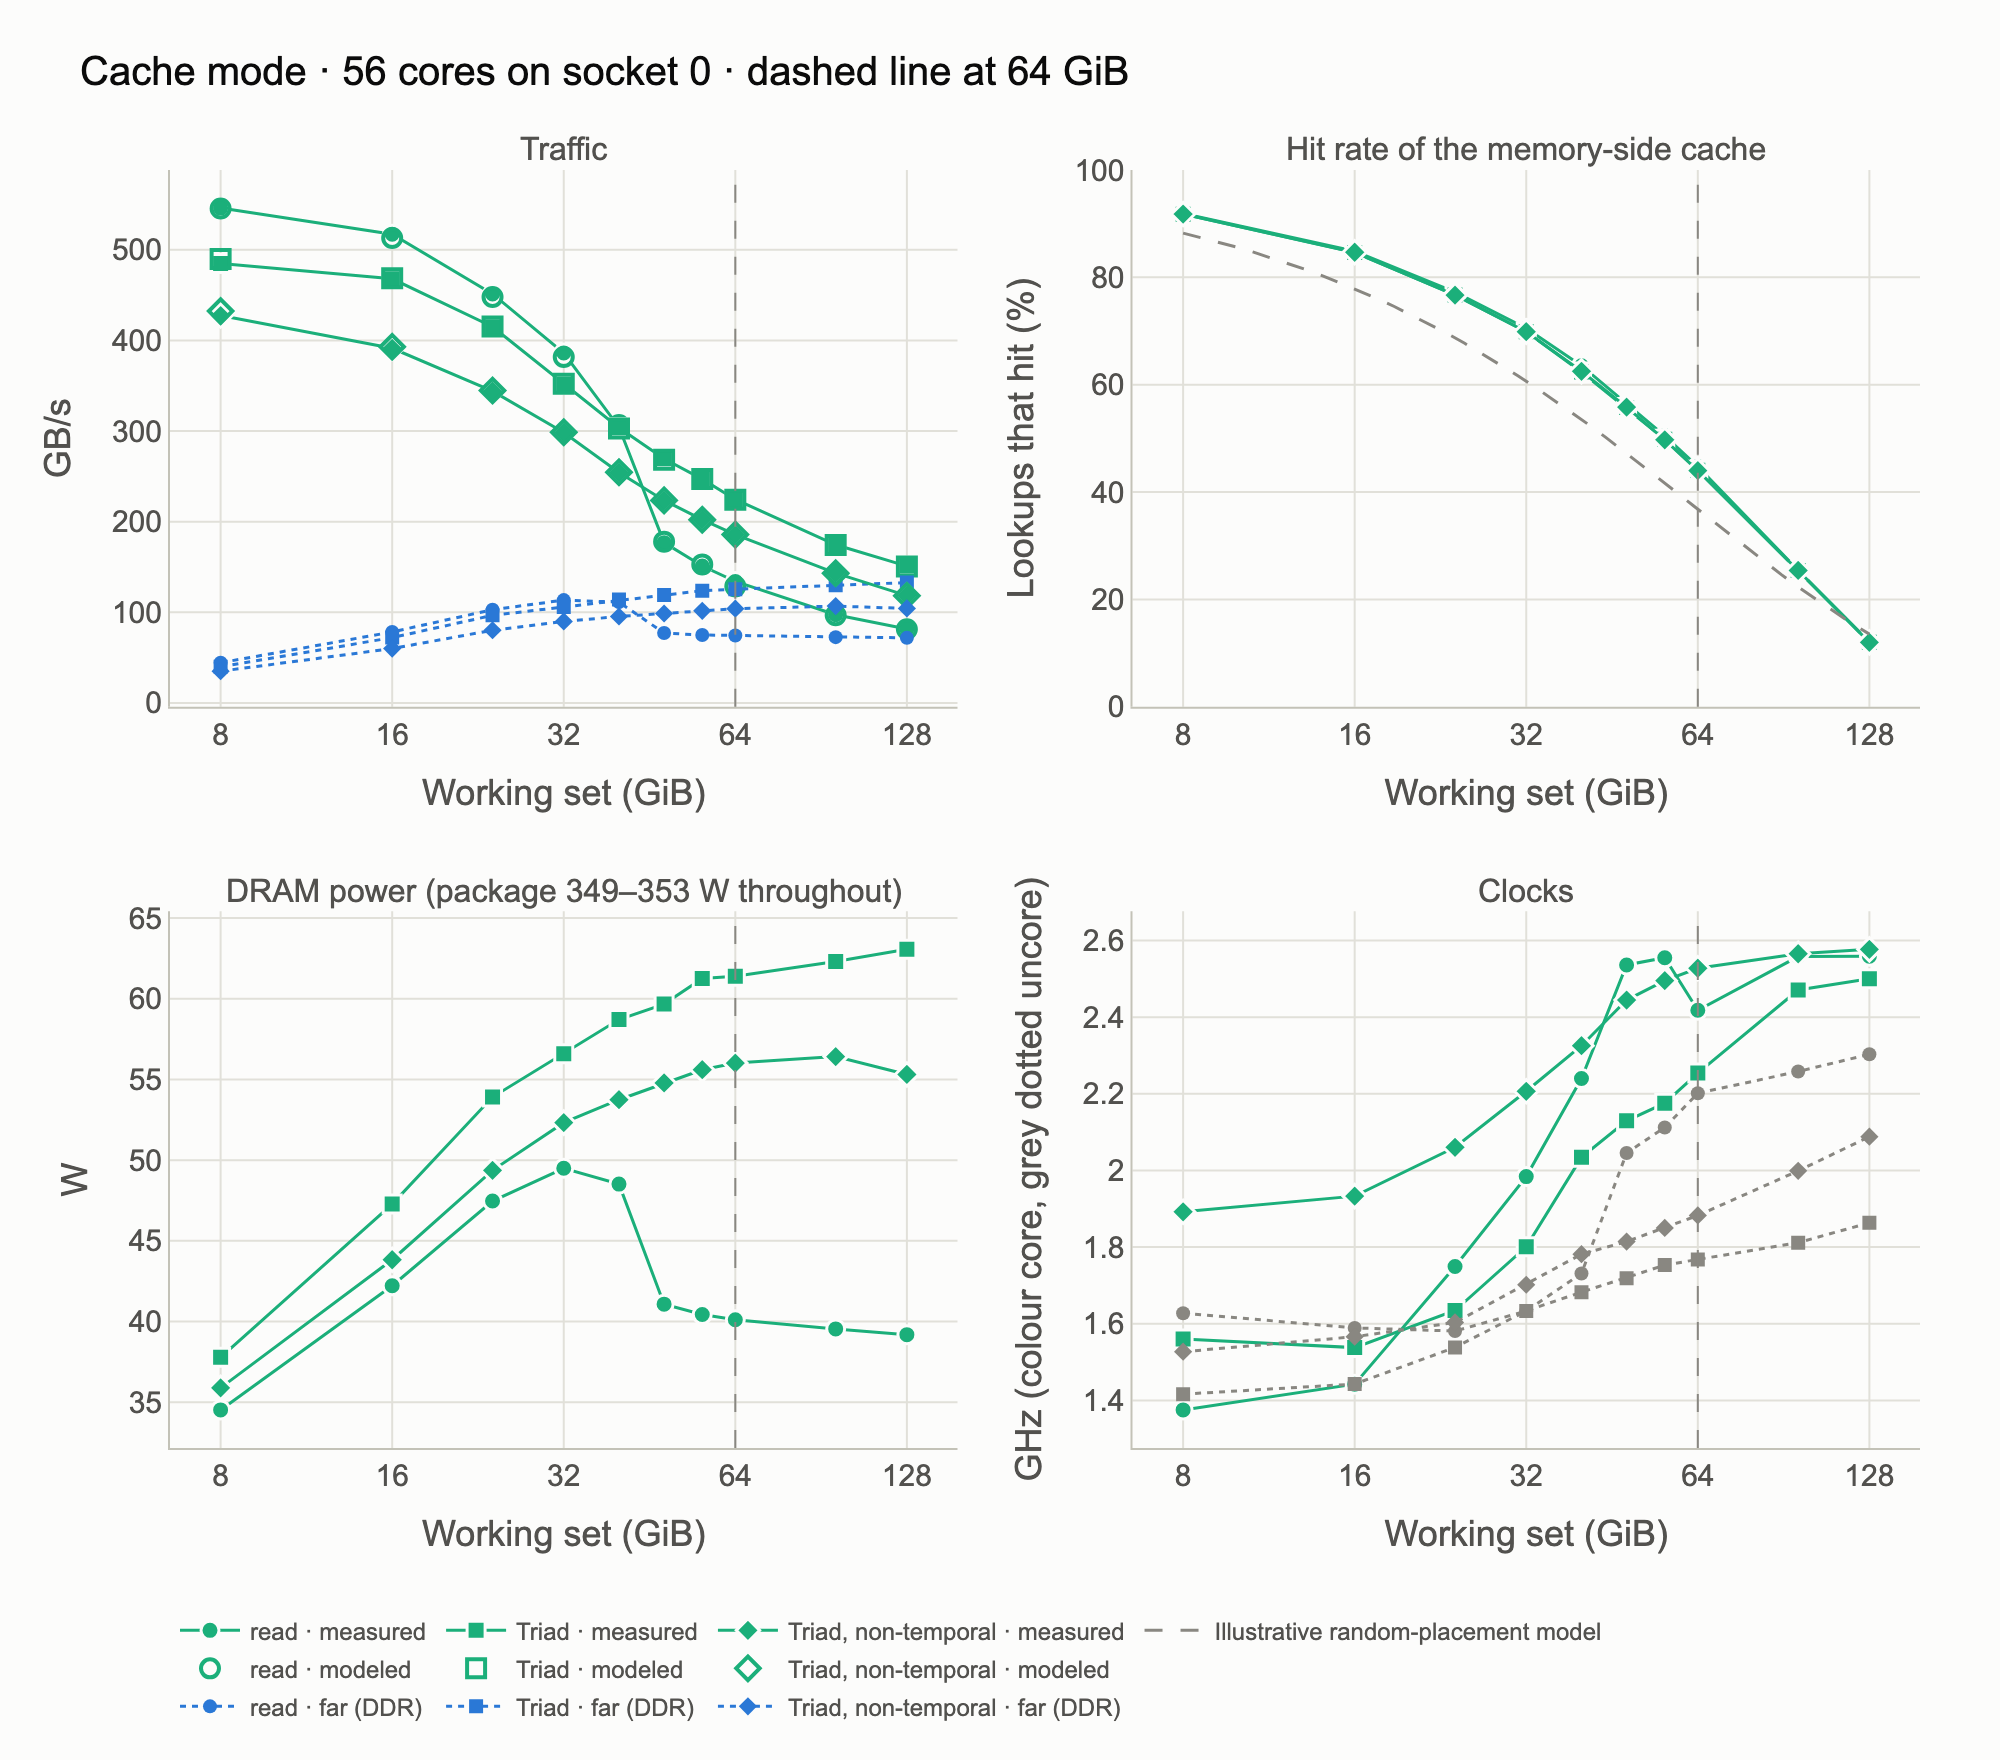 Cache mode · 56 cores on socket 0 · dashed line at 64 GiB
Traffic
GB/s
500
400
300
200
100
0
8 16 32 64 128
Working set (GiB)
Hit rate of the memory-side cache
Lookups that hit (%)
100
80
60
40
20
0
8 16 32 64 128
Working set (GiB)
DRAM power (package 349–353 W throughout)
W
65
60
55
50
45
40
35
8 16 32 64 128
Working set (GiB)
Clocks
GHz (colour core, grey dotted uncore)
2.6
2.4
2.2
2
1.8
1.6
1.4
8 16 32 64 128
Working set (GiB)
read · measured Triad · measured Triad, non-temporal · measured Illustrative random-placement model
read · modeled Triad · modeled Triad, non-temporal · modeled
read · far (DDR) Triad · far (DDR) Triad, non-temporal · far (DDR)